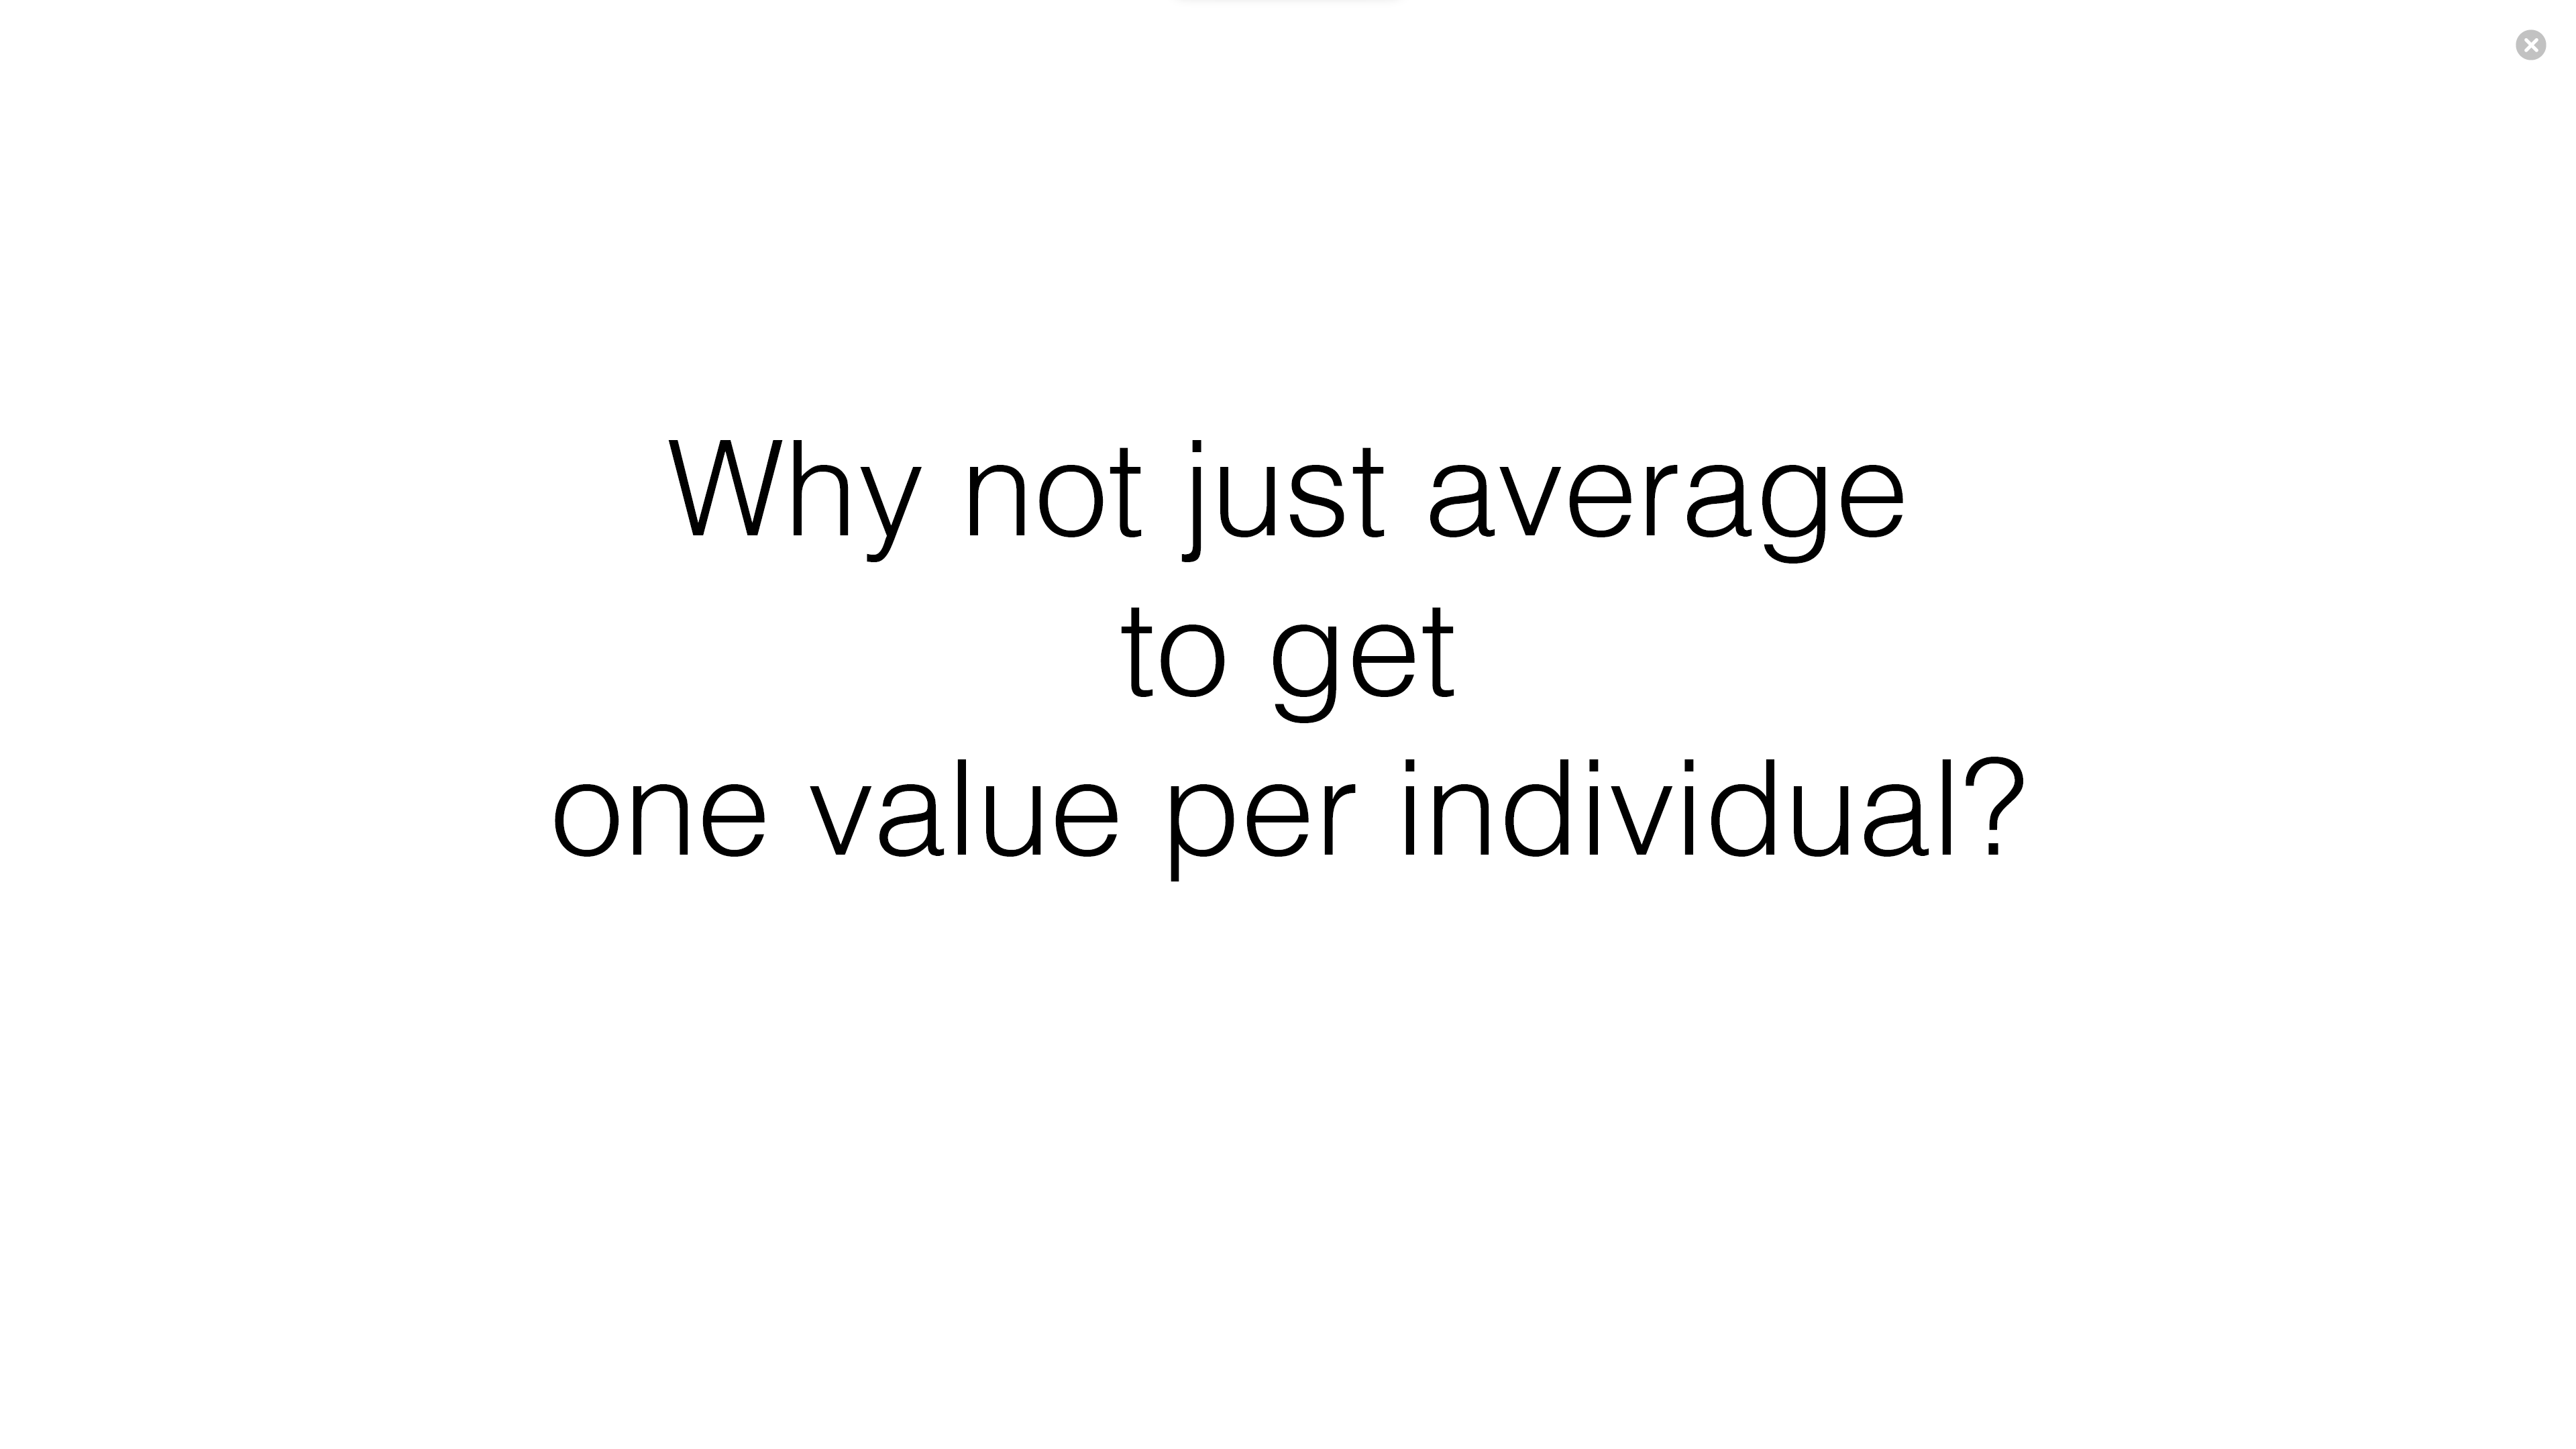 Why not just average
to get
one value per individual?